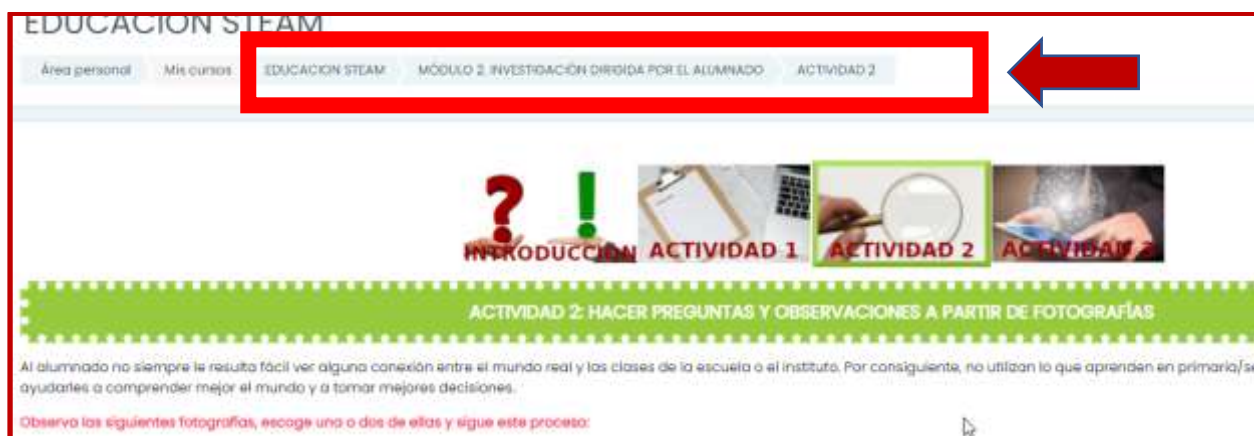 EDUCACION STEAM
Área personal Mis cursos EDUCACION STEAM MÓDULO 2. INVESTIGACIÓN DIRIGIDA POR EL ALUMNADO ACTIVIDAD 2
INTRODUCCIÓN ACTIVIDAD 1 ACTIVIDAD 2 ACTIVIDAD 3
ACTIVIDAD 2: HACER PREGUNTAS Y OBSERVACIONES A PARTIR DE FOTOGRAFÍAS
Al alumnado no siempre le resulta fácil ver alguna conexión entre el mundo real y las clases de la escuela o el instituto. Por consiguiente, no utilizan lo que aprenden en primaria/se
ayudarles a comprender mejor el mundo y a tomar mejores decisiones.
Observa las siguientes fotografías, escoge una o dos de ellas y sigue este proceso: